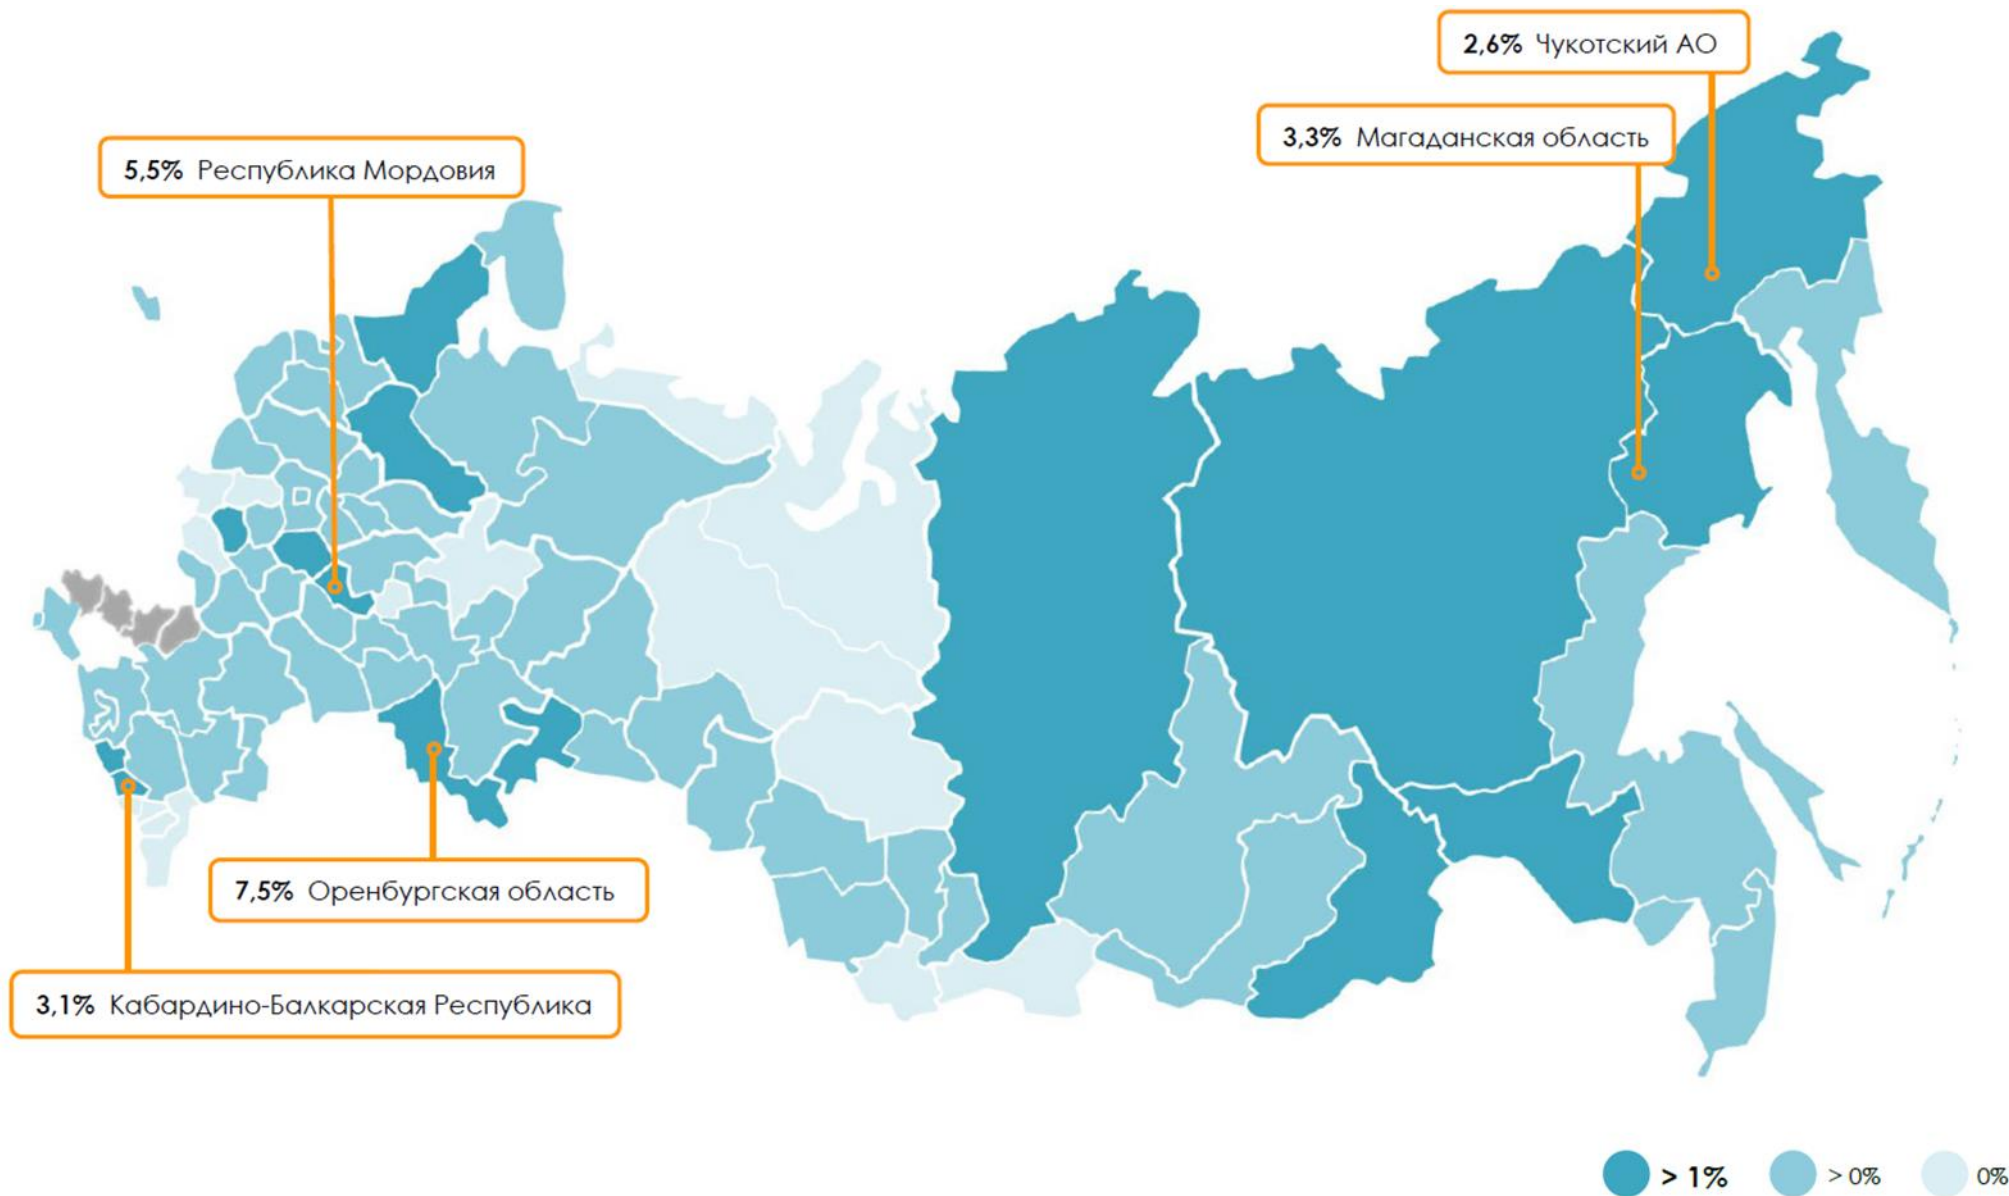 2,6% Чукотский АО
3,3% Магаданская область
5,5% Республика Мордовия
7,5% Оренбургская область
3,1% Кабардино-Балкарская Республика
> 1%
> 0%
0%